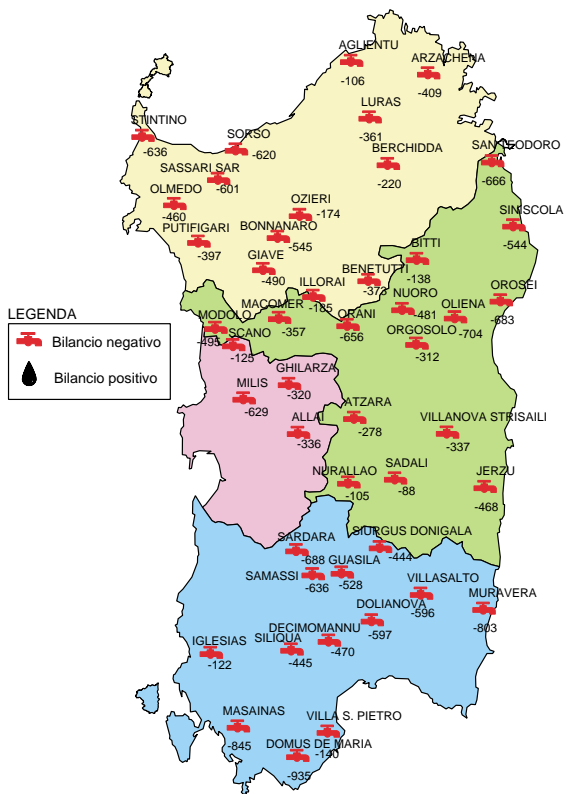 AGLIENTU
-106
ARZACHENA
-409
LURAS
-361
STINTINO
-636
SORSO
-620
BERCHIDDA
-220
SAN TEODORO
-666
SASSARI SAR
-601
OLMEDO
-460
OZIERI
-174
SINISCOLA
-544
PUTIFIGARI
-397
BONNANARO
-545
BITTI
-138
GIAVE
-490
BENETUTTI
-373
ILLORAI
-185
OROSEI
-683
NUORO
-481
OLIENA
-704
MACOMER
-357
ORANI
-656
MODOLO
-495
SCANO
-125
ORGOSOLO
-312
LEGENDA
Bilancio negativo
Bilancio positivo
GHILARZA
-320
MILIS
-629
ATZARA
-278
ALLAI
-336
VILLANOVA STRISAILI
-337
NURALLAO
-105
SADALI
-88
JERZU
-468
SARDARA
-688
SIURGUS DONIGALA
-444
SAMASSI
-636
GUASILA
-528
VILLASALTO
-596
MURAVERA
-803
DOLIANOVA
-597
DECIMOMANNU
-470
IGLESIAS
-122
SILIQUA
-445
MASAINAS
-845
VILLA S. PIETRO
-140
DOMUS DE MARIA
-935